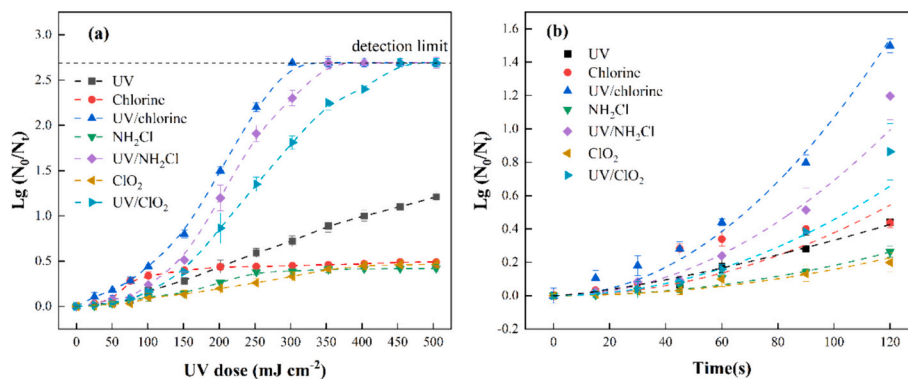 (a)
detection limit
UV
Chlorine
UV/chlorine
NH₂Cl
UV/NH₂Cl
ClO₂
UV/ClO₂
Lg (N₀/Nₜ)
3.0
2.5
2.0
1.5
1.0
0.5
0.0
0 50 100 150 200 250 300 350 400 450 500
UV dose (mJ cm⁻²)
(b)
UV
Chlorine
UV/chlorine
NH₂Cl
UV/NH₂Cl
ClO₂
UV/ClO₂
Lg (N₀/Nₜ)
1.6
1.4
1.2
1.0
0.8
0.6
0.4
0.2
0.0
-0.2
0 20 40 60 80 100 120
Time(s)